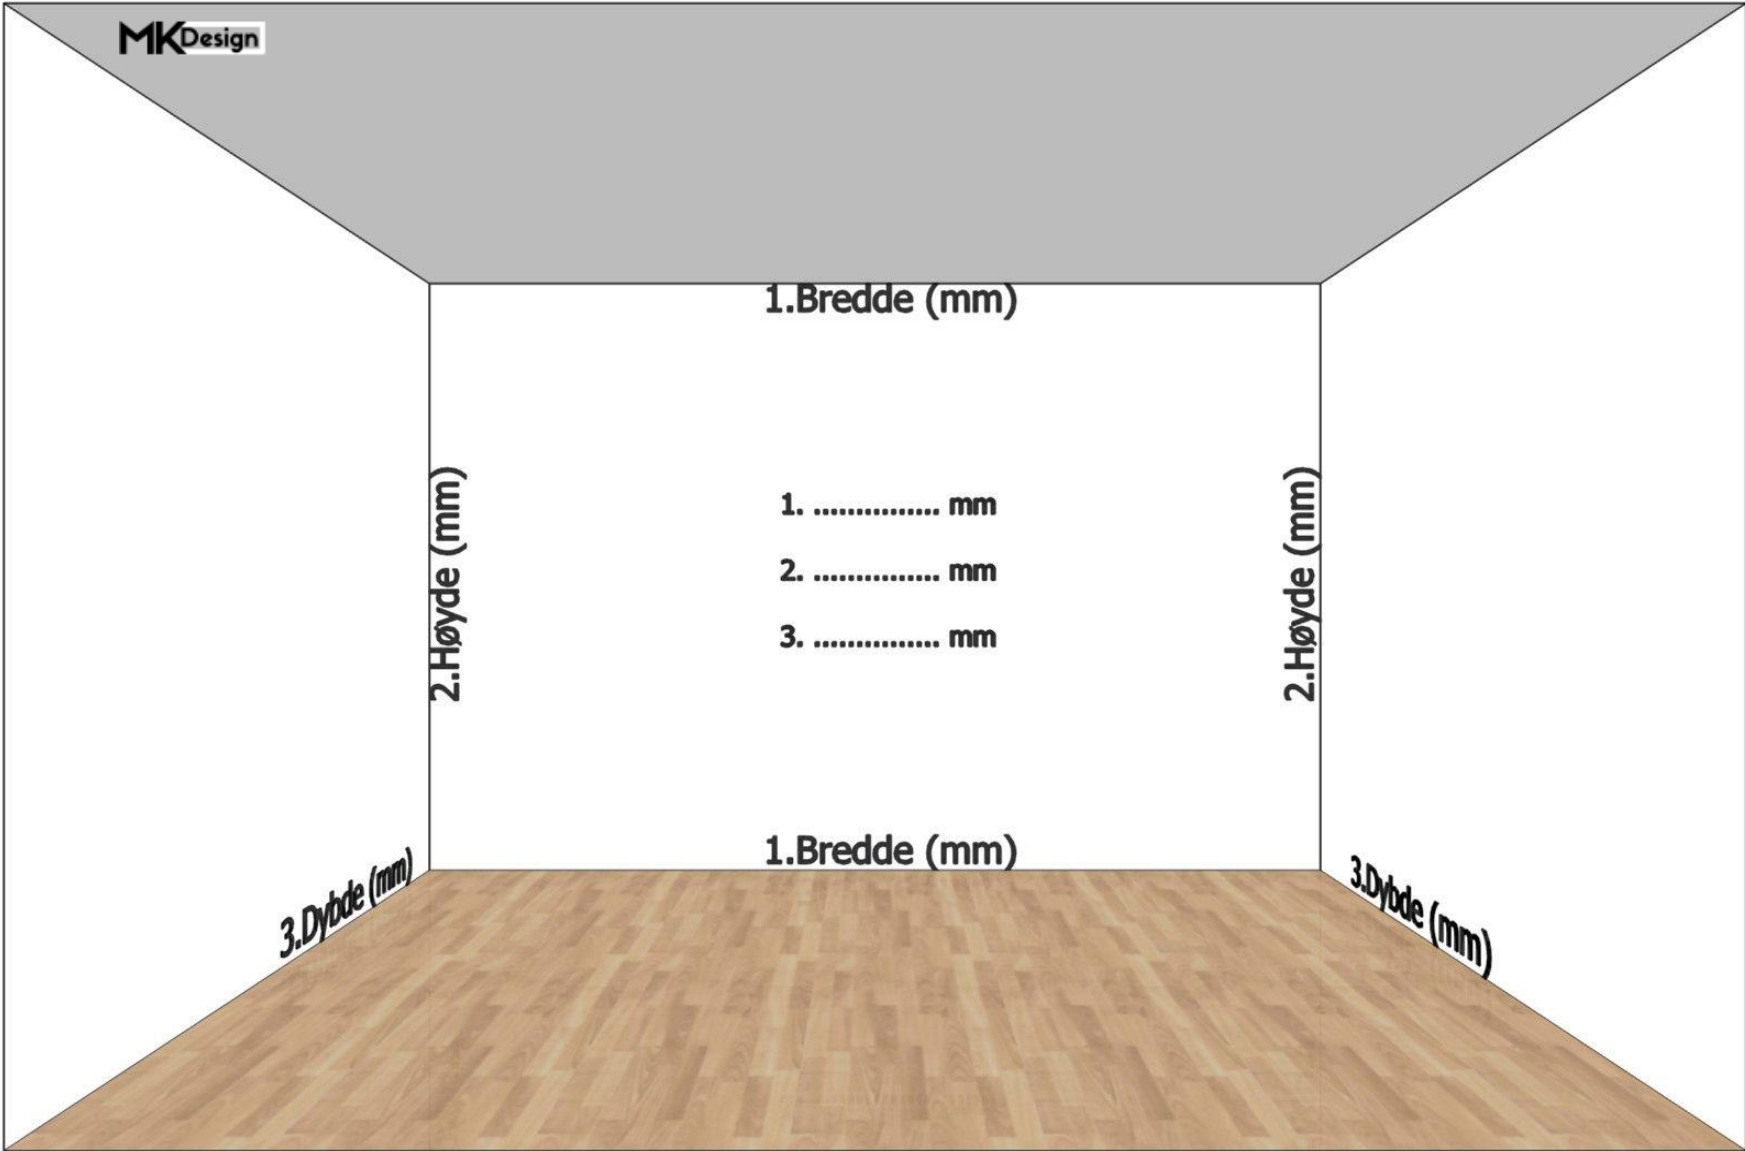 MKDesign
1.Bredde (mm)
2.Høyde (mm)
2.Høyde (mm)
1. ............... mm
2. ............... mm
3. ............... mm
1.Bredde (mm)
3.Dybde (mm)
3.Dybde (mm)